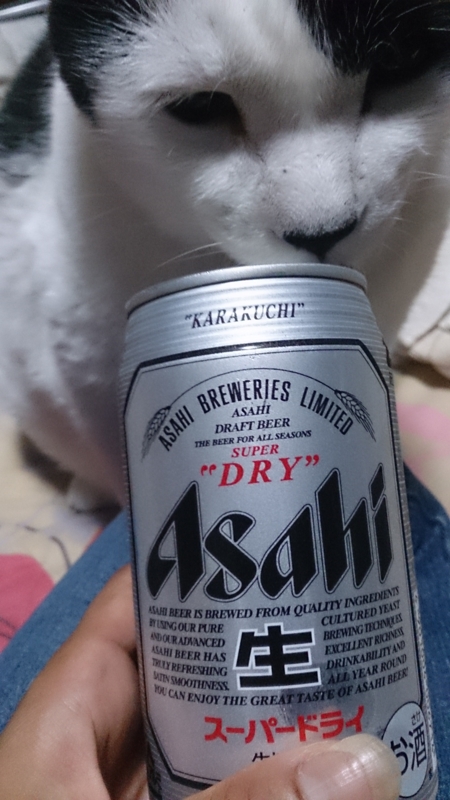 "KARAKUCHI"
ASAHI BREWERIES LIMITED
ASAHI
DRAFT BEER
THE BEER FOR ALL SEASONS
SUPER
"DRY"
Asahi
ASAHI BEER IS BREWED FROM QUALITY INGREDIENTS
BY USING OUR PURE CULTURED YEAST
AND OUR ADVANCED BREWING TECHNIQUES.
ASAHI BEER HAS EXCELLENT RICHNESS,
TRULY REFRESHING DRINKABILITY AND
SATIN SMOOTHNESS. ALL YEAR ROUND
生
YOU CAN ENJOY THE GREAT TASTE OF ASAHI BEER!
スーパードライ
お酒